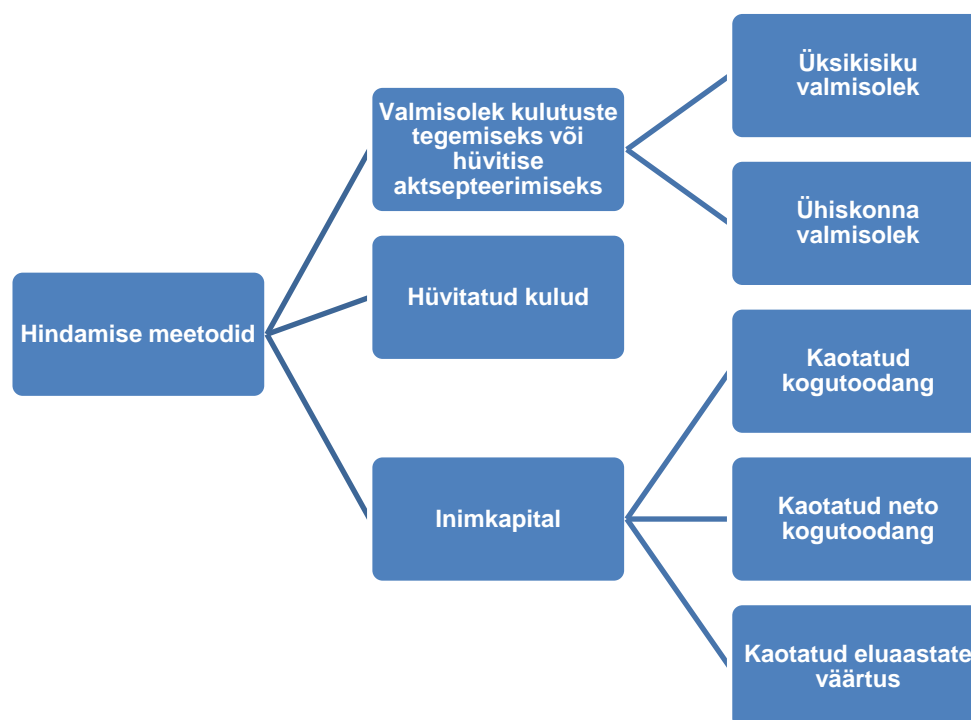 Hindamise meetodid
Valmisolek kulutuste
tegemiseks või
hüvitise
aktsepteerimiseks
Üksikisiku
valmisolek
Ühiskonna
valmisolek
Hüvitatud kulud
Inimkapital
Kaotatud
kogutoodang
Kaotatud neto
kogutoodang
Kaotatud eluaastate
väärtus